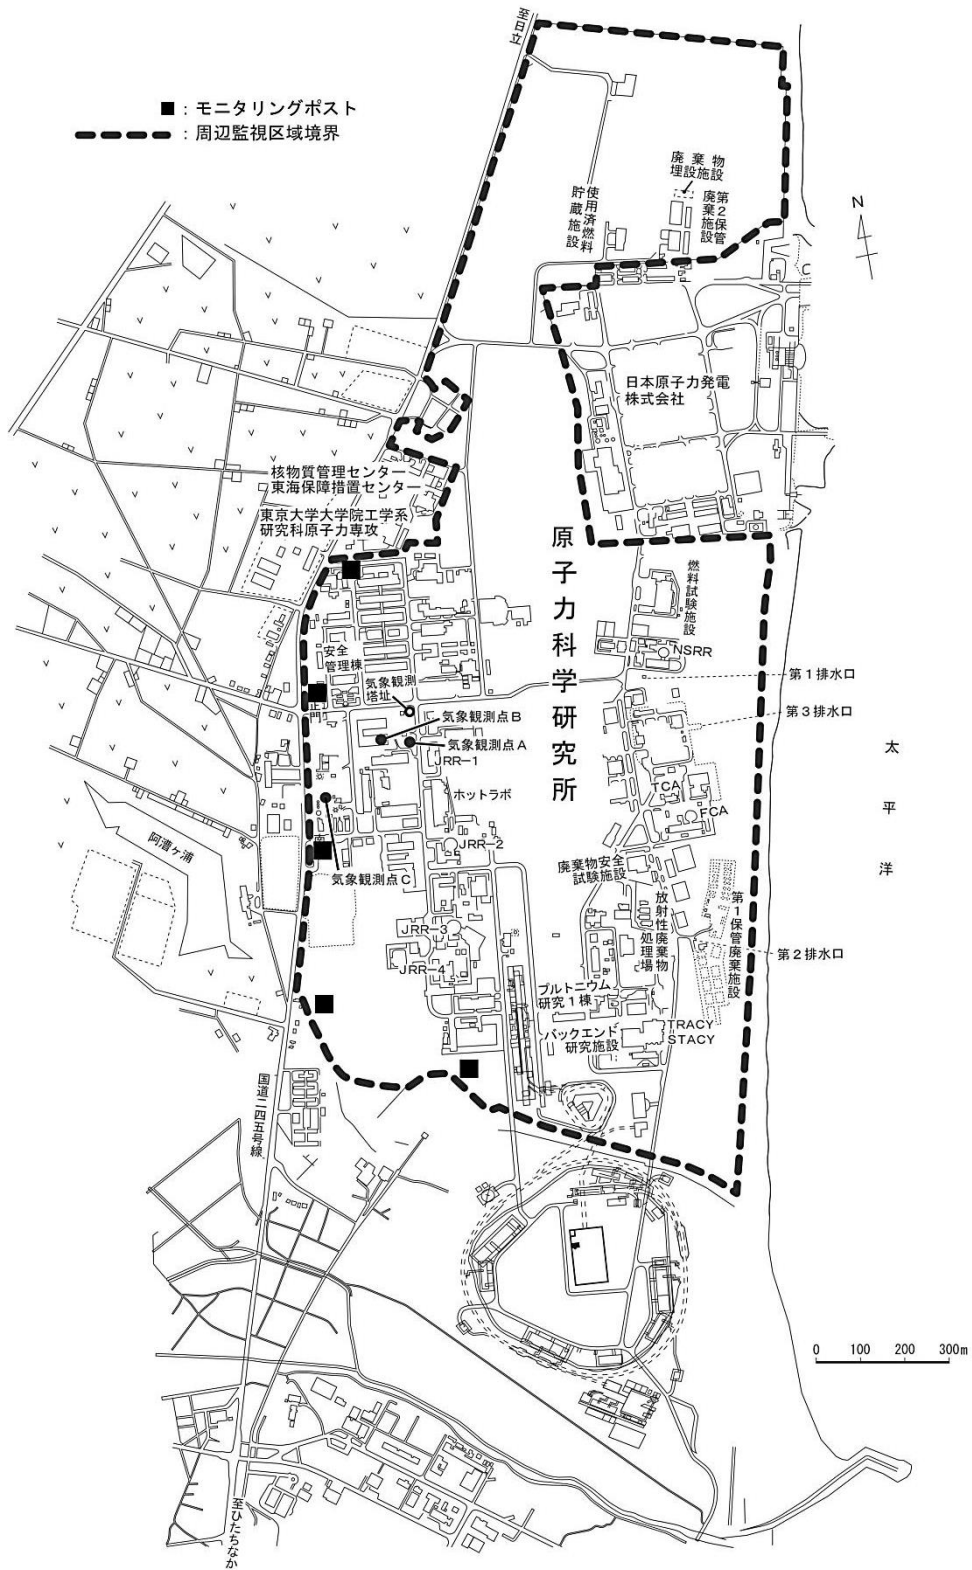 至日立
■：モニタリングポスト
：周辺監視区域境界
廃棄物
埋設施設
第２保管
廃棄施設
使用済燃料
貯蔵施設
N
日本原子力発電
株式会社
核物質管理センター
東海保障措置センター
東京大学大学院工学系
研究科原子力専攻
原子力科学研究所
燃料試験施設
NSRR
安全
管理棟
気象観測
塔址
第１排水口
正門
気象観測点B
第３排水口
気象観測点A
JRR-1
太平洋
TCA
ホットラボ
FCA
阿漕ヶ浦
南
JRR-2
廃棄物安全
試験施設
気象観測点C
放射性廃棄物
処理場
第１保管廃棄施設
JRR-3
第２排水口
JRR-4
プルトニウム
研究１棟
TRACY
STACY
バックエンド
研究施設
国道二四五号線
0 100 200 300m
至ひたちなか